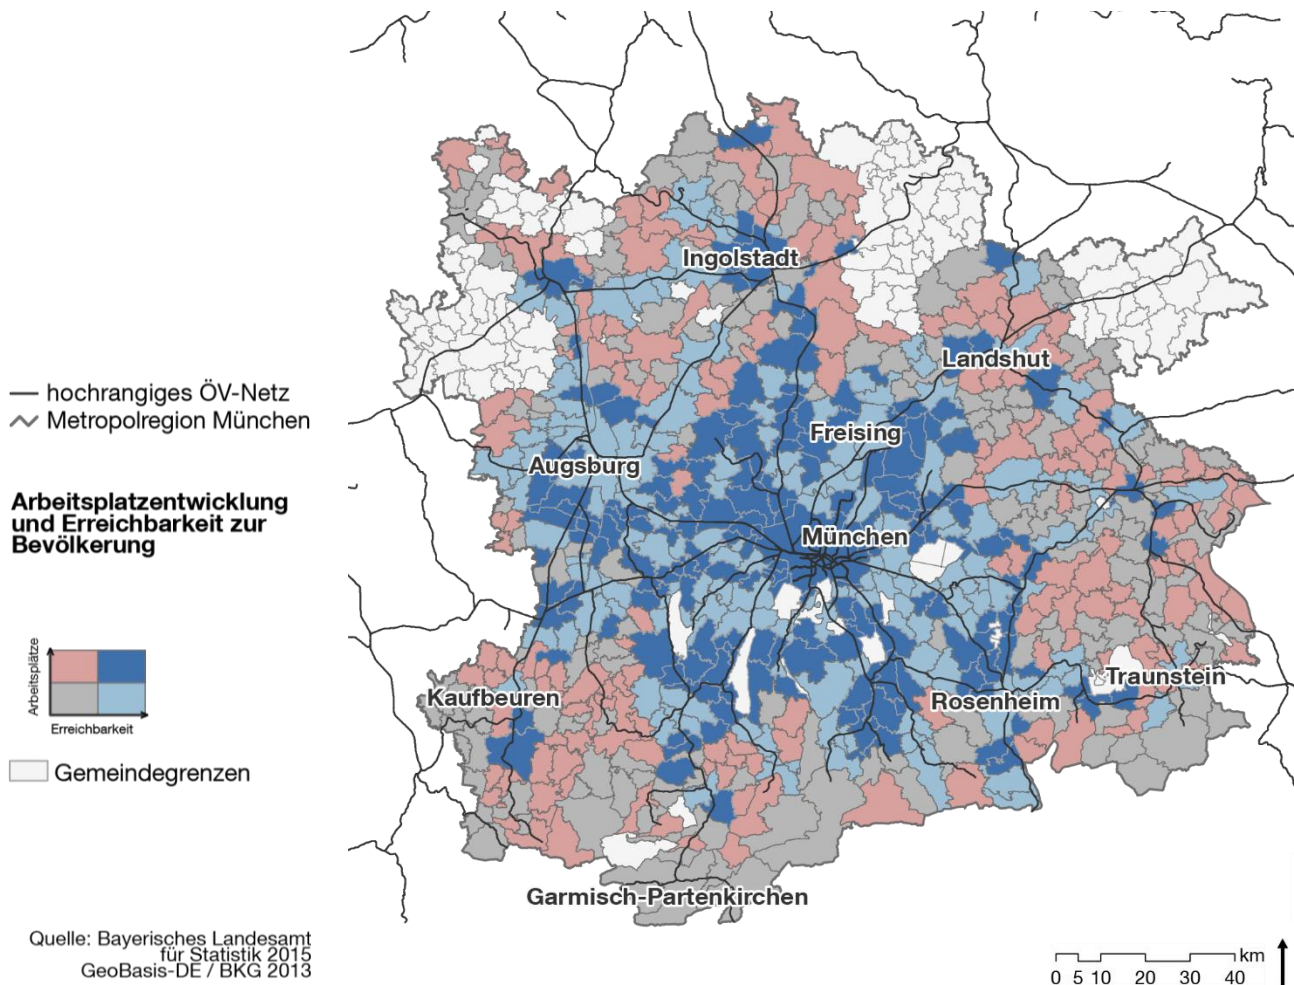 hochrangiges ÖV-Netz
Metropolregion München
Arbeitsplatzentwicklung
und Erreichbarkeit zur
Bevölkerung
Arbeitsplätze
Erreichbarkeit
Gemeindegrenzen
Quelle: Bayerisches Landesamt
für Statistik 2015
GeoBasis-DE / BKG 2013
Ingolstadt
Landshut
Freising
Augsburg
München
Traunstein
Kaufbeuren
Rosenheim
Garmisch-Partenkirchen
km
0 5 10 20 30 40